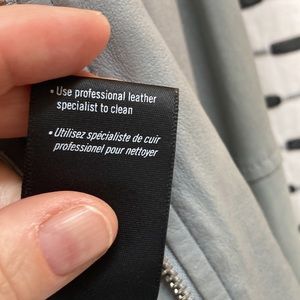 • Use professional leather
specialist to clean
• Utilisez spécialiste de cuir
professionel pour nettoyer